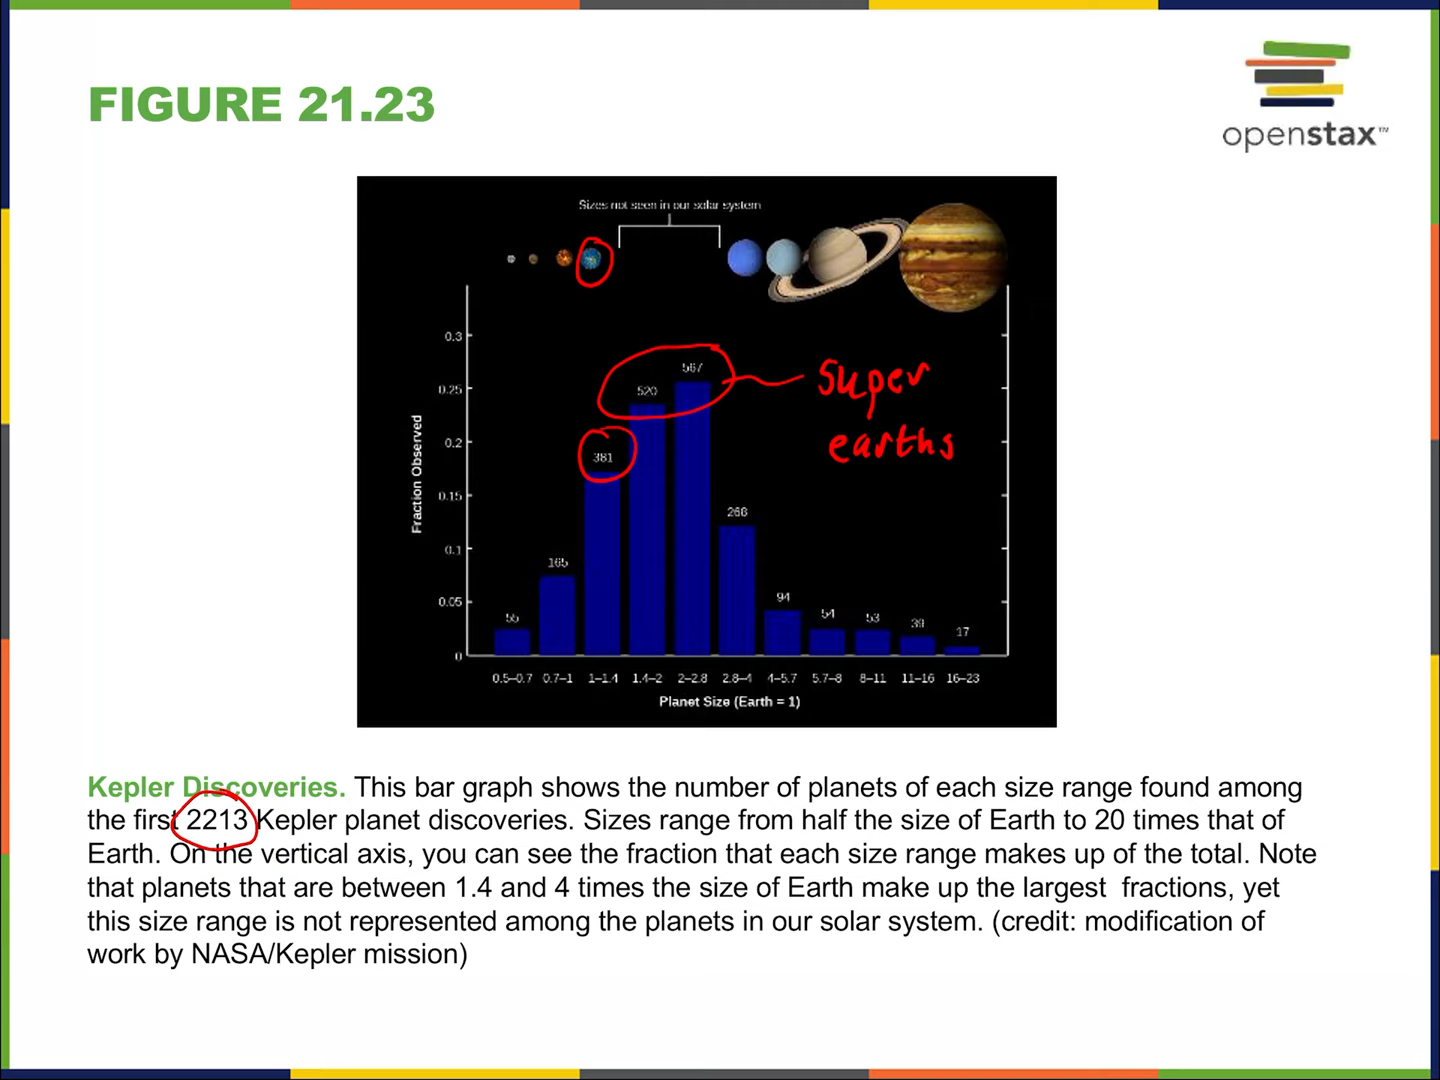 FIGURE 21.23
openstax™
Sizes not seen in our solar system
0.3
0.25
0.2
0.15
0.1
0.05
0
Fraction Observed
55
165
381
520
567
268
94
54
53
39
17
super
earths
0.5–0.7 0.7–1 1–1.4 1.4–2 2–2.8 2.8–4 4–5.7 5.7–8 8–11 11–16 16–23
Planet Size (Earth = 1)
Kepler Discoveries. This bar graph shows the number of planets of each size range found among
the first 2213 Kepler planet discoveries. Sizes range from half the size of Earth to 20 times that of
Earth. On the vertical axis, you can see the fraction that each size range makes up of the total. Note
that planets that are between 1.4 and 4 times the size of Earth make up the largest fractions, yet
this size range is not represented among the planets in our solar system. (credit: modification of
work by NASA/Kepler mission)